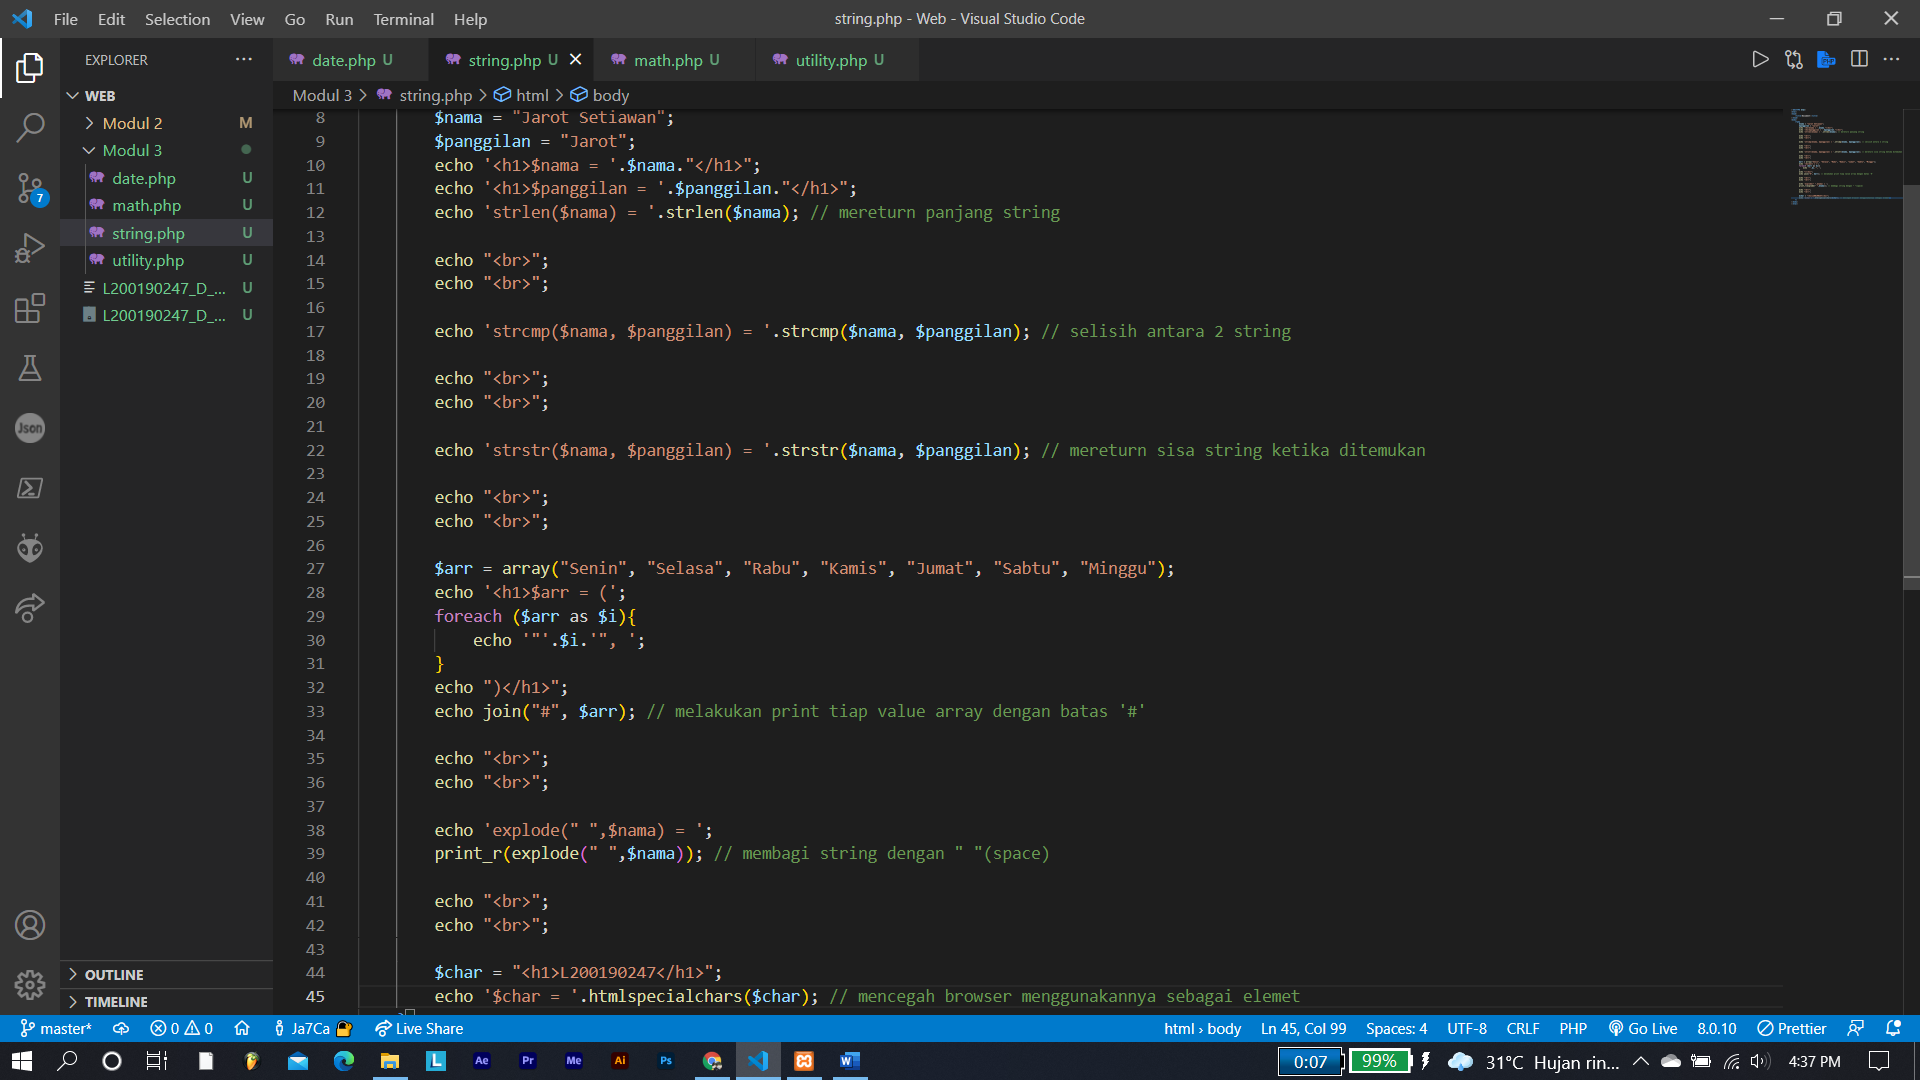 File Edit Selection View Go Run Terminal Help string.php - Web - Visual Studio Code
EXPLORER
date.php U
string.php U
math.php U
utility.php U
WEB
Modul 3 > string.php > html > body
Modul 2 M
Modul 3
date.php U
math.php U
string.php U
utility.php U
L200190247_D_... U
L200190247_D_... U
7
Json
8 $nama = "Jarot Setiawan";
9 $panggilan = "Jarot";
10 echo '<h1>$nama = '.$nama."</h1>";
11 echo '<h1>$panggilan = '.$panggilan."</h1>";
12 echo 'strlen($nama) = '.strlen($nama); // mereturn panjang string
13
14 echo "<br>";
15 echo "<br>";
16
17 echo 'strcmp($nama, $panggilan) = '.strcmp($nama, $panggilan); // selisih antara 2 string
18
19 echo "<br>";
20 echo "<br>";
21
22 echo 'strstr($nama, $panggilan) = '.strstr($nama, $panggilan); // mereturn sisa string ketika ditemukan
23
24 echo "<br>";
25 echo "<br>";
26
27 $arr = array("Senin", "Selasa", "Rabu", "Kamis", "Jumat", "Sabtu", "Minggu");
28 echo '<h1>$arr = (';
29 foreach ($arr as $i){
30 echo '"'.$i.'", ';
31 }
32 echo ")</h1>";
33 echo join("#", $arr); // melakukan print tiap value array dengan batas '#'
34
35 echo "<br>";
36 echo "<br>";
37
38 echo 'explode(" ",$nama) = ';
39 print_r(explode(" ",$nama)); // membagi string dengan " "(space)
40
41 echo "<br>";
42 echo "<br>";
43
44 $char = "<h1>L200190247</h1>";
45 echo '$char = '.htmlspecialchars($char); // mencegah browser menggunakannya sebagai elemet
OUTLINE
TIMELINE
master* 0 0 Ja7Ca Live Share html › body Ln 45, Col 99 Spaces: 4 UTF-8 CRLF PHP Go Live 8.0.10 Prettier
L Ae Pr Me Ai Ps 0:07 99% 31°C Hujan rin... 4:37 PM